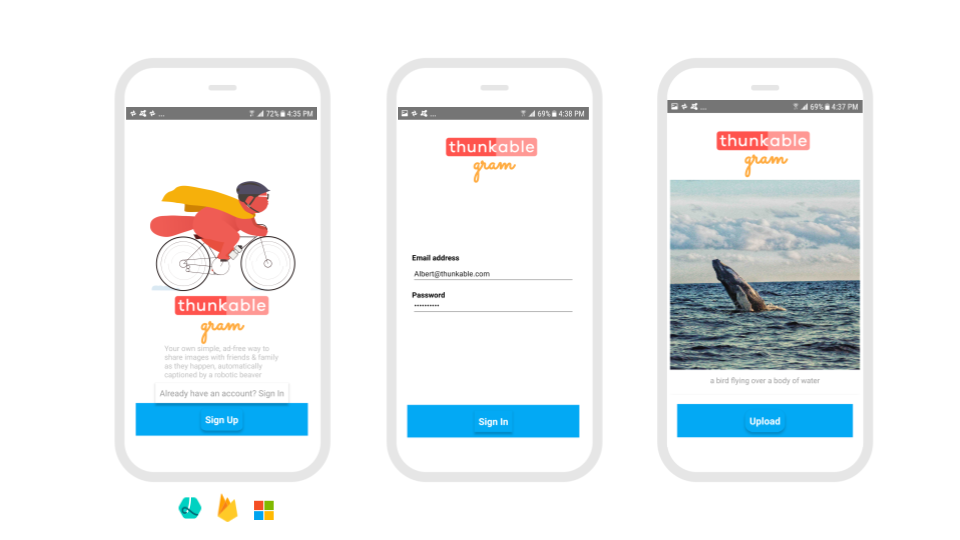 ... 72% 4:35 PM
thunkable
gram
Your own simple, ad-free way to
share images with friends & family
as they happen, automatically
captioned by a robotic beaver
Already have an account? Sign In
Sign Up
... 69% 4:38 PM
thunkable
gram
Email address
Albert@thunkable.com
Password
••••••••••
Sign In
... 69% 4:37 PM
thunkable
gram
a bird flying over a body of water
Upload